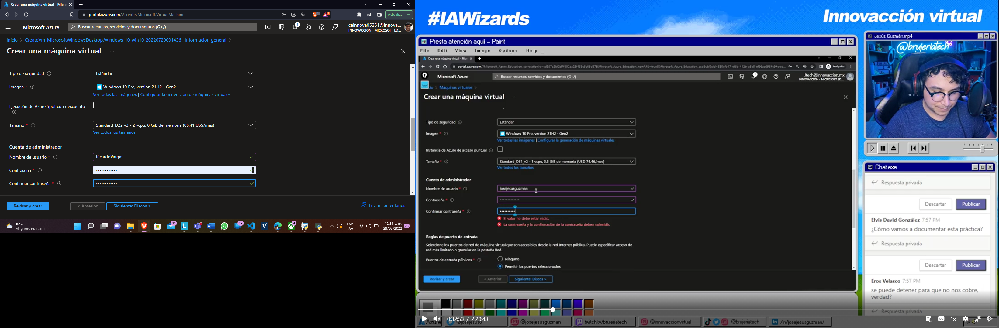 Crear una máquina virtual - Micr
portal.azure.com/#create/Microsoft.VirtualMachine
Actualizar
Microsoft Azure
Buscar recursos, servicios y documentos (G+/)
1
ceinnova05251@innova...
INNOVACCIÓN - MICROSOFT ED...
Inicio > CreateVm-MicrosoftWindowsDesktop.Windows-10-win10-20220729001436 | Información general >
Crear una máquina virtual ...
Tipo de seguridad
Estándar
Imagen *
Windows 10 Pro, version 21H2 - Gen2
Ver todas las imágenes | Configurar la generación de máquinas virtuales
Ejecución de Azure Spot con descuento
Tamaño *
Standard_D2s_v3 - 2 vcpu, 8 GiB de memoria (85,41 US$/mes)
Ver todos los tamaños
Cuenta de administrador
Nombre de usuario *
RicardoVargas
Contraseña *
••••••••••••
Confirmar contraseña *
••••••••••••
Revisar y crear
< Anterior
Siguiente: Discos >
Enviar comentarios
16°C
Mayorm. nublado
30
39
4
ESP
LAA
12:54 a. m.
29/07/2022
25
#IAWizards
Innovacción virtual
Presta atención aquí – Paint
File Edit View Image Options Help
Crear una máquina virtual - Mic
Incógnito
Microsoft Azure
Buscar recursos, servicios y documentos (G+/)
1
Jtech@innovaccion.mx
INNOVACCIÓN - MICROSOFT ED...
cio > Máquinas virtuales >
Crear una máquina virtual ...
Tipo de seguridad
Estándar
Imagen *
Windows 10 Pro, version 21H2 - Gen2
Ver todas las imágenes | Configurar la generación de máquinas virtuales
Instancia de Azure de acceso puntual
Tamaño *
Standard_DS1_v2 - 1 vcpu, 3.5 GiB de memoria (USD 74.46/mes)
Ver todos los tamaños
Cuenta de administrador
Nombre de usuario *
josejesusguzman
Contraseña *
Confirmar contraseña *
El valor no debe estar vacío.
La contraseña y la confirmación de la contraseña deben coincidir.
Reglas de puerto de entrada
Seleccione los puertos de red de máquina virtual que son accesibles desde la red Internet pública. Puede especificar acceso de
red más limitado o granular en la pestaña Red.
Puertos de entrada públicos *
Ninguno
Permitir los puertos seleccionados
Revisar y crear
< Anterior
Siguiente: Discos >
Jesús Guzmán.mp4
@brujeriatech
Chat.exe
Respuesta privada
Descartar
Publicar
Elvis David González 7:57 PM
¿Cómo vamos a documentar esta práctica?
Respuesta privada
Descartar
Publicar
Eros Velasco 7:57 PM
se puede detener para que no nos cobre,
verdad?
Respuesta privada
0:32:53 / 2:20:43
CC
1x
Azure
@josejesusguzman
twitch.tv/brujeriatech
@innovaccionvirtual
@brujeriatech
/in/josejesusguzman/